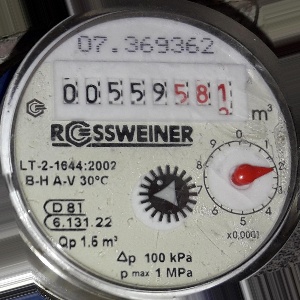 07.369362
00559581 m³
ROSSWEINER
LT-2-1644:2002
B-H A-V 30°C
D 81
6.131.22
Qp 1.5 m³
Δp 100 kPa
p max 1 MPa
0
9 1
8 2
7 3
6 4
5
x0,0001